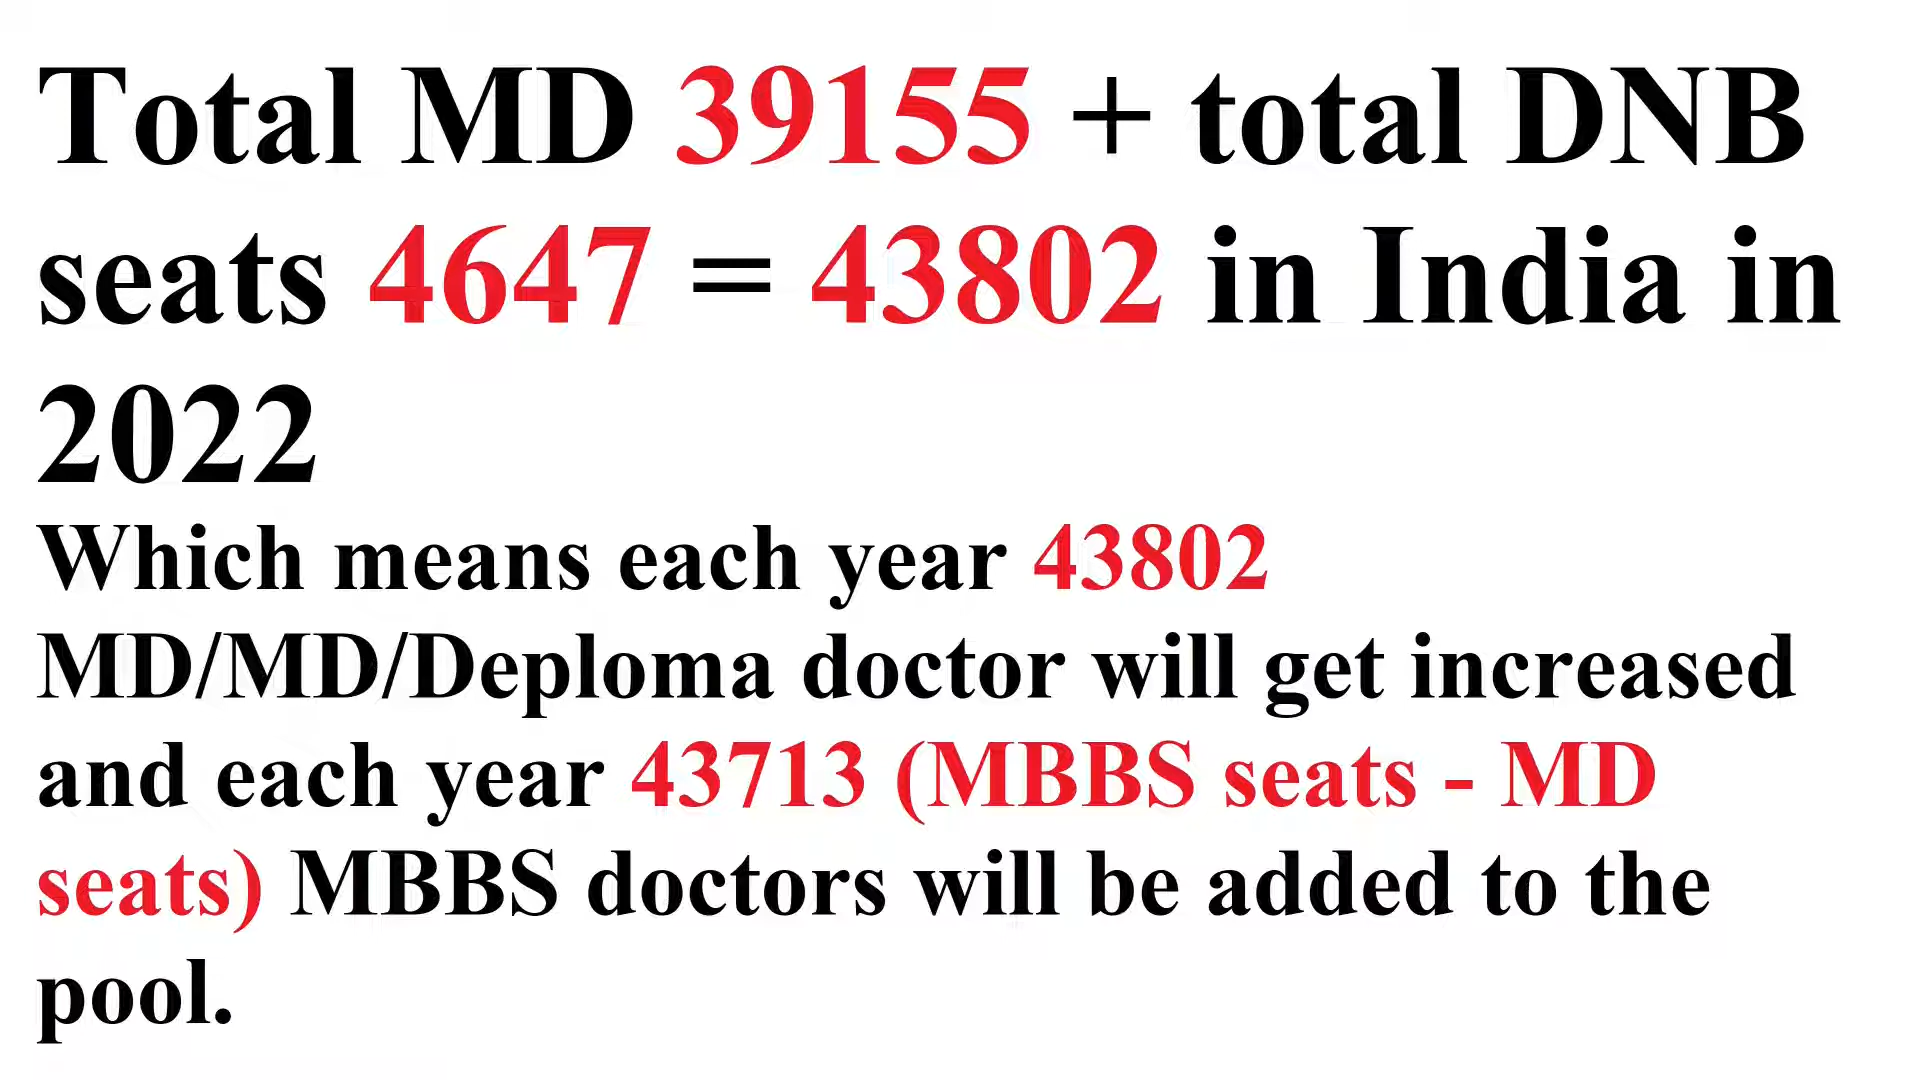 Total MD 39155 + total DNB
seats 4647 = 43802 in India in
2022
Which means each year 43802
MD/MD/Deploma doctor will get increased
and each year 43713 (MBBS seats - MD
seats) MBBS doctors will be added to the
pool.